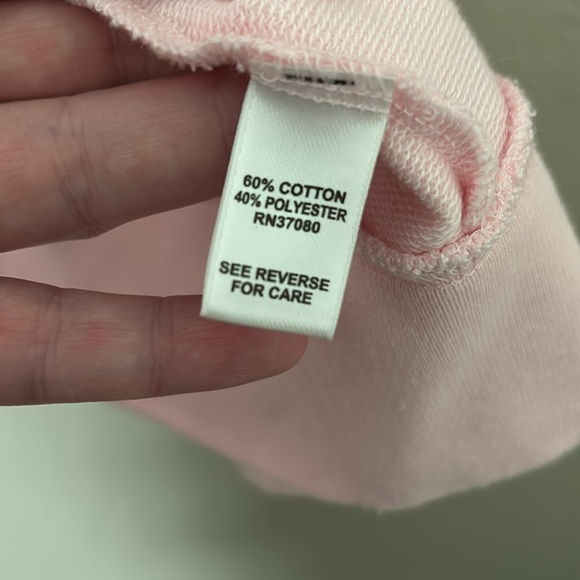 60% COTTON
40% POLYESTER
RN37080
SEE REVERSE
FOR CARE